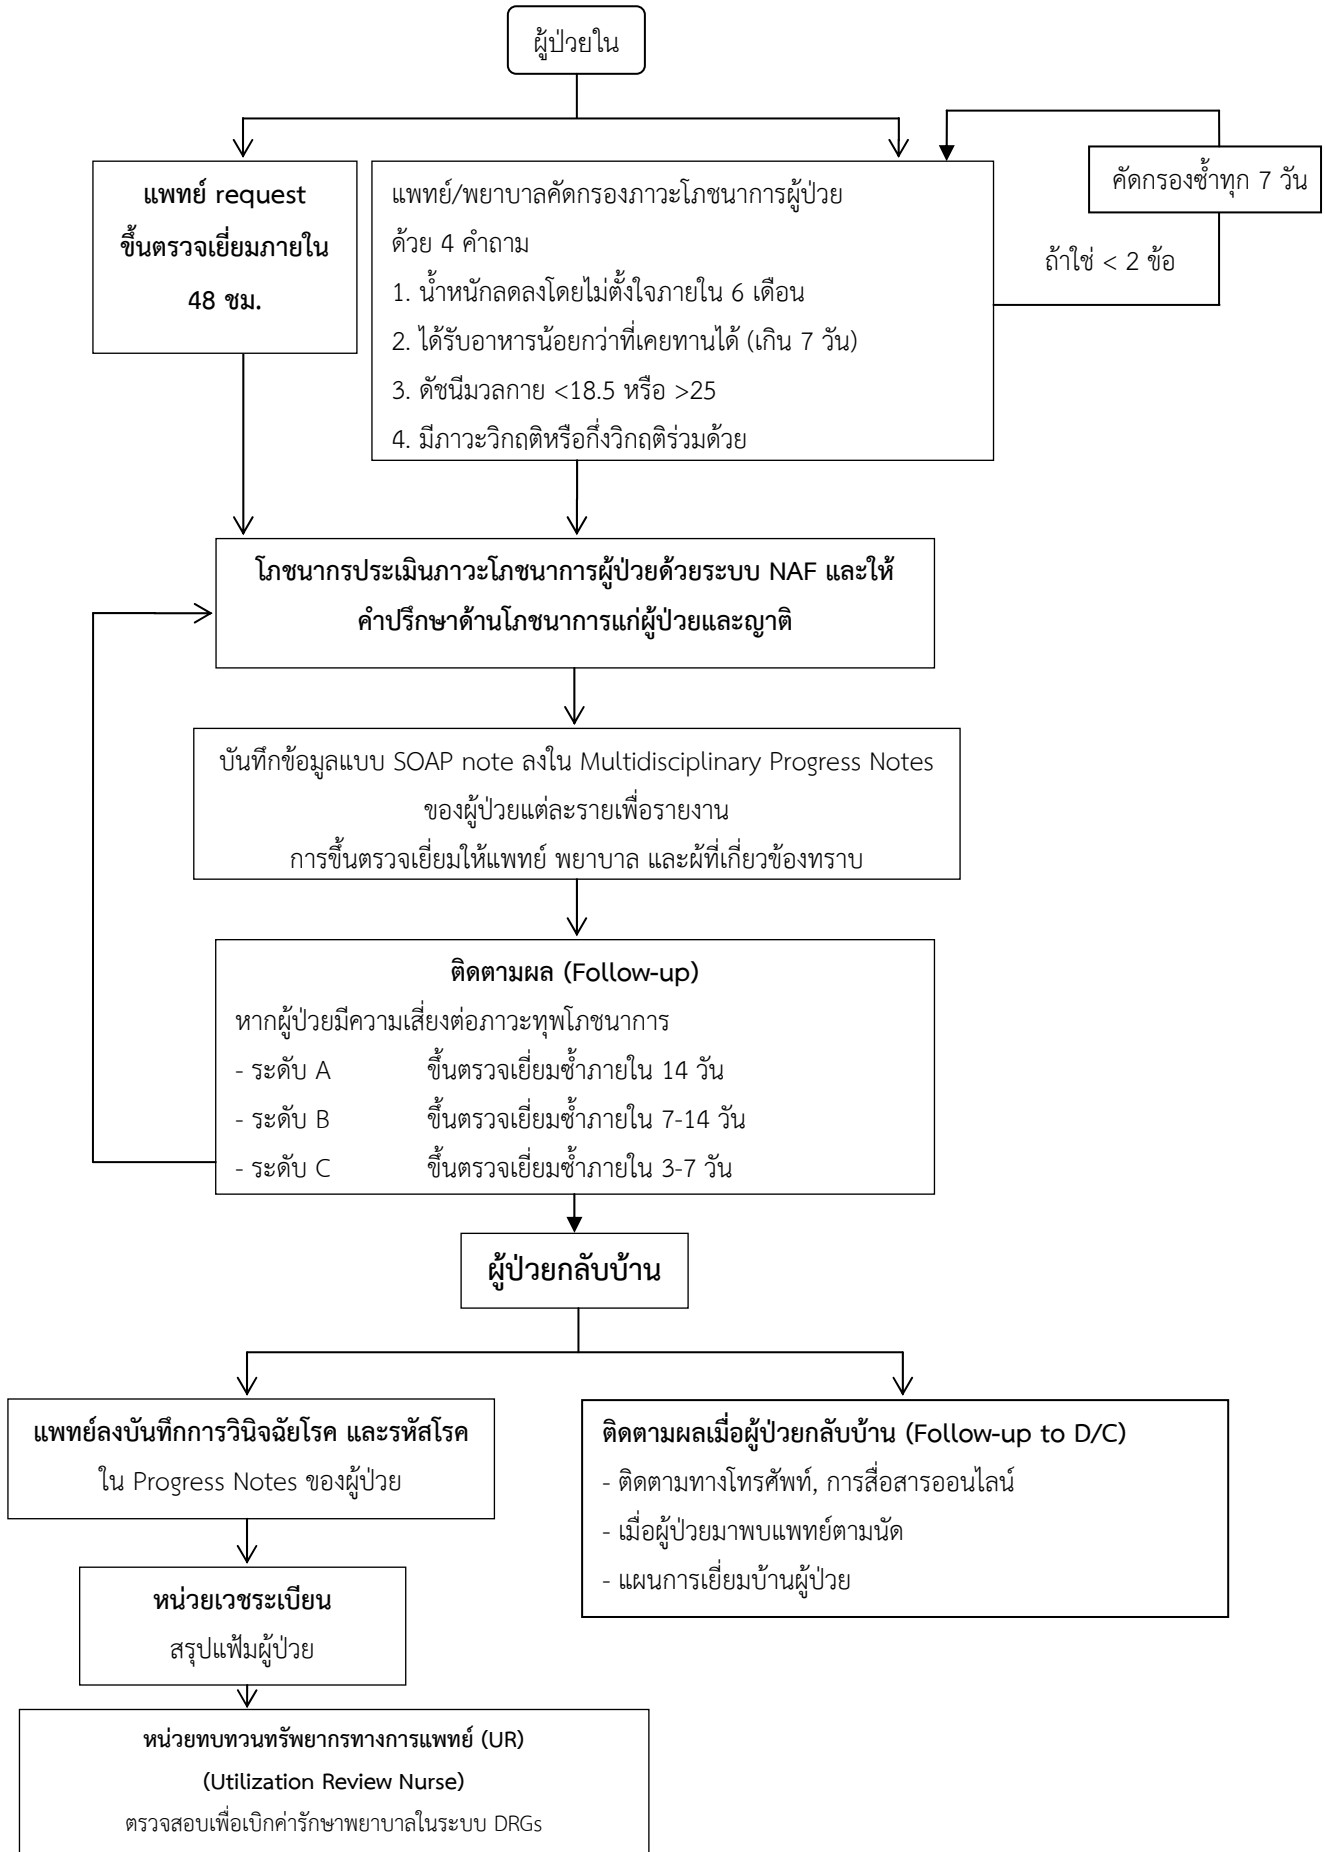 ผู้ป่วยใน
แพทย์ request
ขึ้นตรวจเยี่ยมภายใน
48 ชม.
แพทย์/พยาบาลคัดกรองภาวะโภชนาการผู้ป่วย
ด้วย 4 คำถาม
1. น้ำหนักลดลงโดยไม่ตั้งใจภายใน 6 เดือน
2. ได้รับอาหารน้อยกว่าที่เคยทานได้ (เกิน 7 วัน)
3. ดัชนีมวลกาย <18.5 หรือ >25
4. มีภาวะวิกฤติหรือกึ่งวิกฤติร่วมด้วย
คัดกรองซ้ำทุก 7 วัน
ถ้าใช่ < 2 ข้อ
โภชนากรประเมินภาวะโภชนาการผู้ป่วยด้วยระบบ NAF และให้
คำปรึกษาด้านโภชนาการแก่ผู้ป่วยและญาติ
บันทึกข้อมูลแบบ SOAP note ลงใน Multidisciplinary Progress Notes
ของผู้ป่วยแต่ละรายเพื่อรายงาน
การขึ้นตรวจเยี่ยมให้แพทย์ พยาบาล และผู้ที่เกี่ยวข้องทราบ
ติดตามผล (Follow-up)
หากผู้ป่วยมีความเสี่ยงต่อภาวะทุพโภชนาการ
- ระดับ A ขึ้นตรวจเยี่ยมซ้ำภายใน 14 วัน
- ระดับ B ขึ้นตรวจเยี่ยมซ้ำภายใน 7-14 วัน
- ระดับ C ขึ้นตรวจเยี่ยมซ้ำภายใน 3-7 วัน
ผู้ป่วยกลับบ้าน
แพทย์ลงบันทึกการวินิจฉัยโรค และรหัสโรค
ใน Progress Notes ของผู้ป่วย
ติดตามผลเมื่อผู้ป่วยกลับบ้าน (Follow-up to D/C)
- ติดตามทางโทรศัพท์, การสื่อสารออนไลน์
- เมื่อผู้ป่วยมาพบแพทย์ตามนัด
- แผนการเยี่ยมบ้านผู้ป่วย
หน่วยเวชระเบียน
สรุปแฟ้มผู้ป่วย
หน่วยทบทวนทรัพยากรทางการแพทย์ (UR)
(Utilization Review Nurse)
ตรวจสอบเพื่อเบิกค่ารักษาพยาบาลในระบบ DRGs